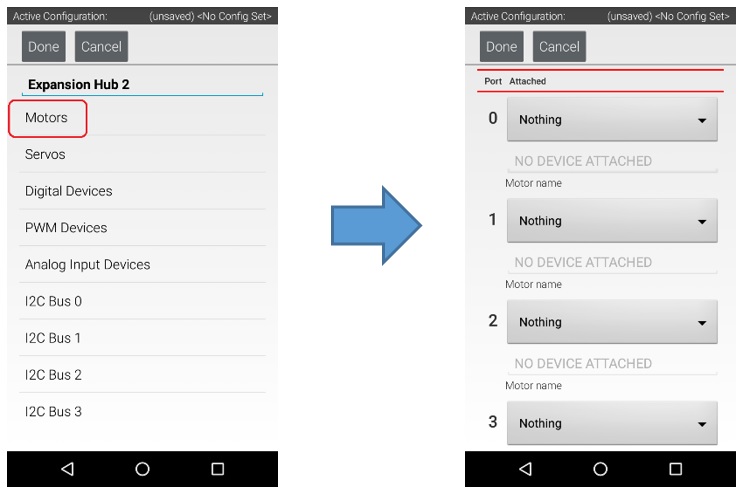 Active Configuration: (unsaved) <No Config Set>
Done Cancel
Expansion Hub 2
Motors
Servos
Digital Devices
PWM Devices
Analog Input Devices
I2C Bus 0
I2C Bus 1
I2C Bus 2
I2C Bus 3
Active Configuration: (unsaved) <No Config Set>
Done Cancel
Port Attached
0 Nothing
NO DEVICE ATTACHED
Motor name
1 Nothing
NO DEVICE ATTACHED
Motor name
2 Nothing
NO DEVICE ATTACHED
Motor name
3 Nothing